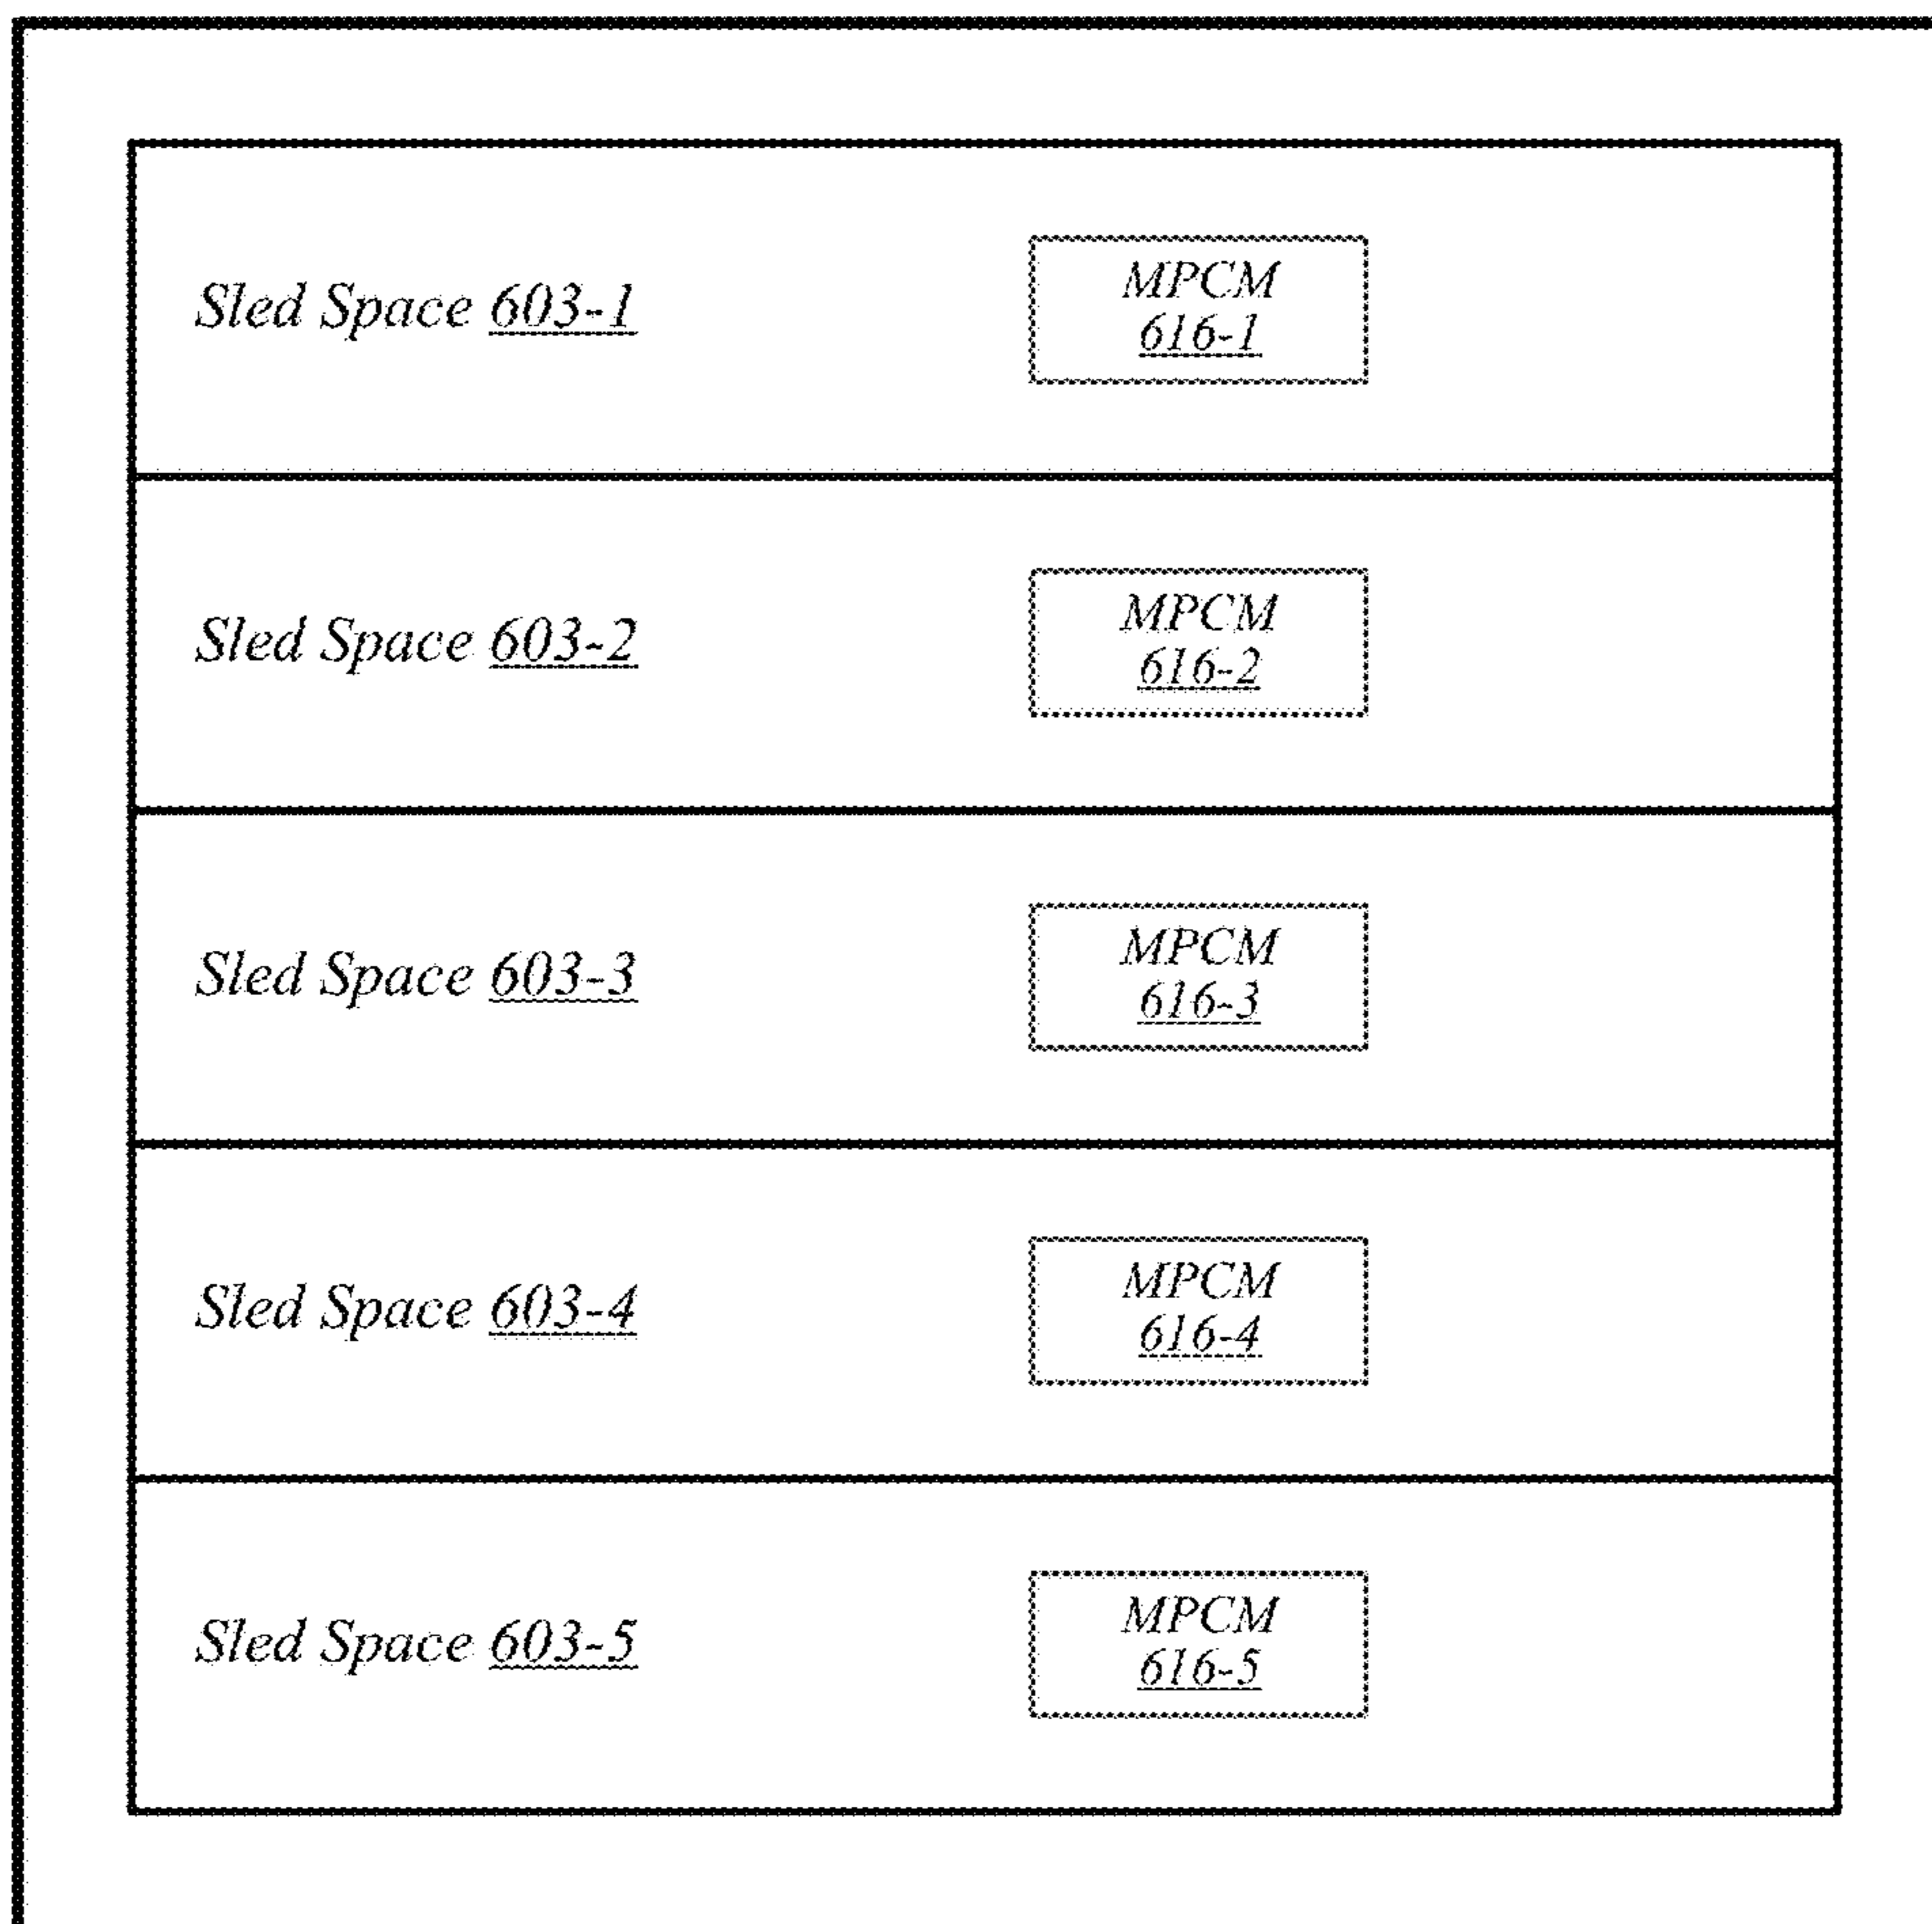 Sled Space 603-1
MPCM
616-1
Sled Space 603-2
MPCM
616-2
Sled Space 603-3
MPCM
616-3
Sled Space 603-4
MPCM
616-4
Sled Space 603-5
MPCM
616-5